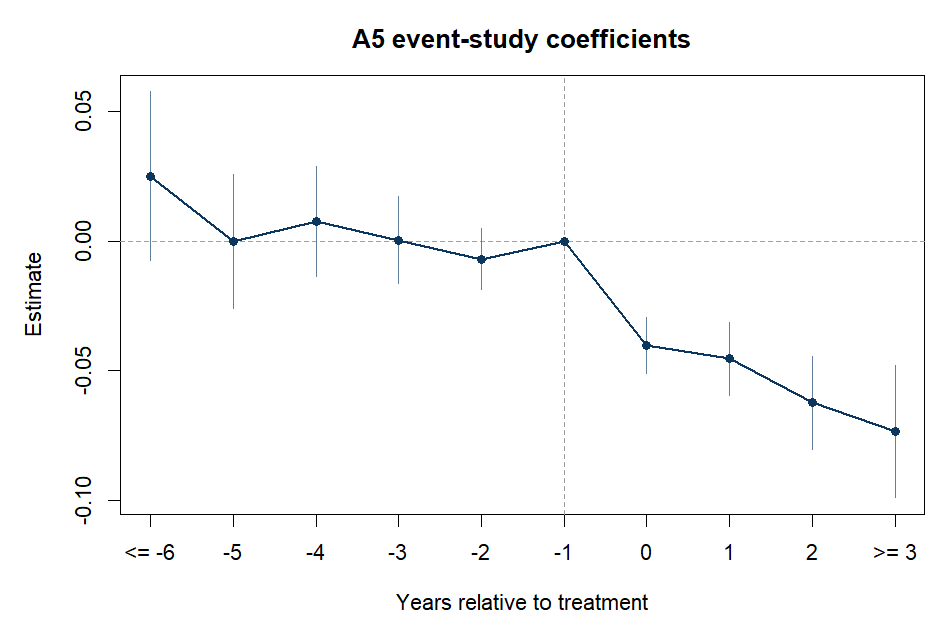 A5 event-study coefficients
Estimate
0.05
0.00
-0.05
-0.10
<= -6 -5 -4 -3 -2 -1 0 1 2 >= 3
Years relative to treatment